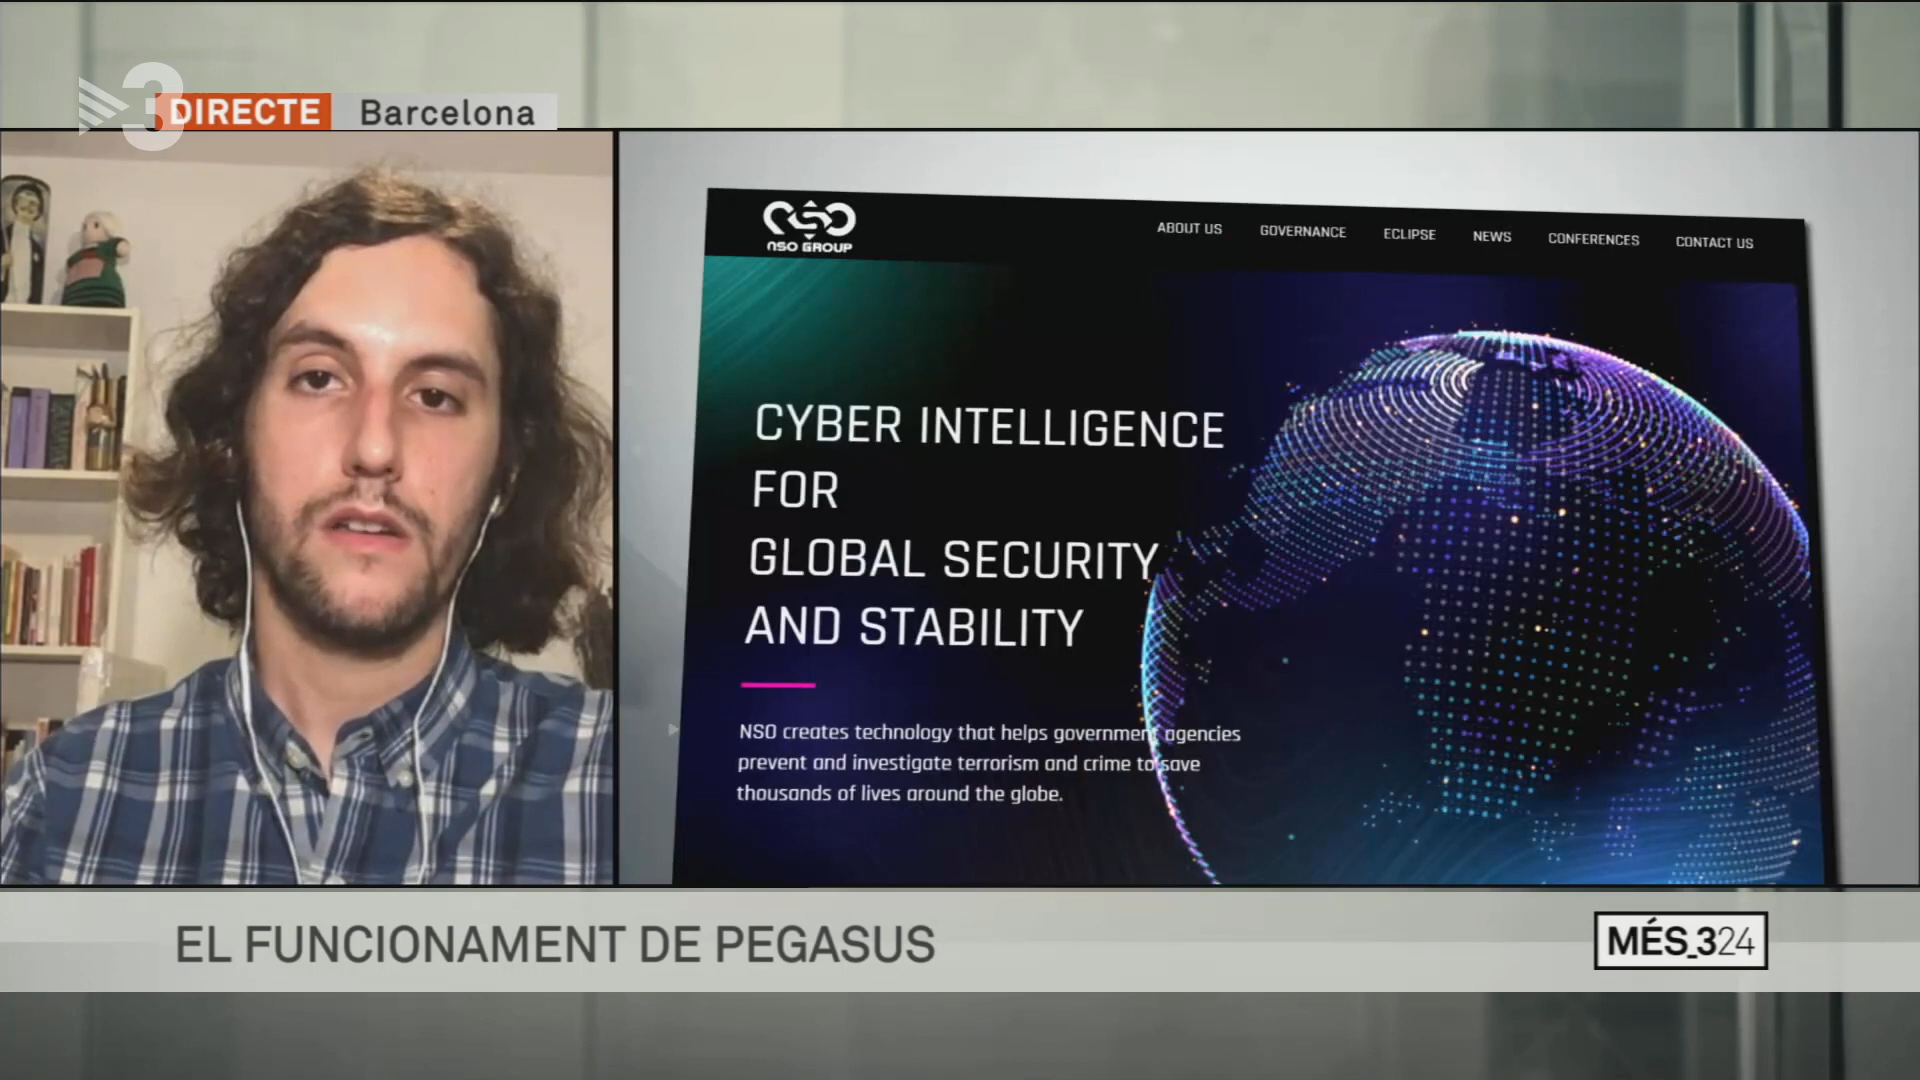 3
DIRECTE Barcelona
NSO GROUP
ABOUT US GOVERNANCE ECLIPSE NEWS CONFERENCES CONTACT US
CYBER INTELLIGENCE
FOR
GLOBAL SECURITY
AND STABILITY
NSO creates technology that helps government agencies
prevent and investigate terrorism and crime to save
thousands of lives around the globe.
EL FUNCIONAMENT DE PEGASUS
MÉS_324